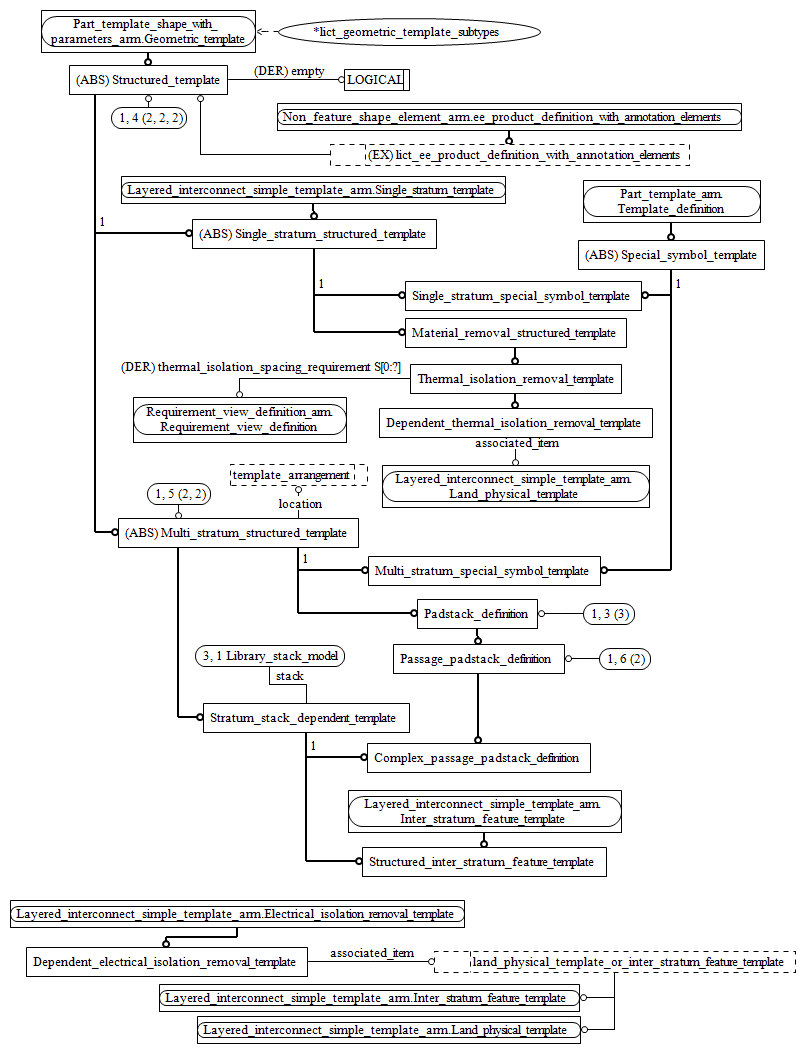 Part_template_shape_with_
parameters_arm.Geometric_template
*lict_geometric_template_subtypes
(ABS) Structured_template
(DER) empty
LOGICAL
1, 4 (2, 2, 2)
Non_feature_shape_element_arm.ee_product_definition_with_annotation_elements
(EX) lict_ee_product_definition_with_annotation_elements
Layered_interconnect_simple_template_arm.Single_stratum_template
Part_template_arm.
Template_definition
1
(ABS) Single_stratum_structured_template
(ABS) Special_symbol_template
1
1
Single_stratum_special_symbol_template
Material_removal_structured_template
(DER) thermal_isolation_spacing_requirement S[0:?]
Thermal_isolation_removal_template
Requirement_view_definition_arm.
Requirement_view_definition
Dependent_thermal_isolation_removal_template
associated_item
template_arrangement
Layered_interconnect_simple_template_arm.
Land_physical_template
1, 5 (2, 2)
location
(ABS) Multi_stratum_structured_template
1
Multi_stratum_special_symbol_template
Padstack_definition
1, 3 (3)
3, 1 Library_stack_model
Passage_padstack_definition
1, 6 (2)
stack
Stratum_stack_dependent_template
1
Complex_passage_padstack_definition
Layered_interconnect_simple_template_arm.
Inter_stratum_feature_template
Structured_inter_stratum_feature_template
Layered_interconnect_simple_template_arm.Electrical_isolation_removal_template
Dependent_electrical_isolation_removal_template
associated_item
land_physical_template_or_inter_stratum_feature_template
Layered_interconnect_simple_template_arm.Inter_stratum_feature_template
Layered_interconnect_simple_template_arm.Land_physical_template